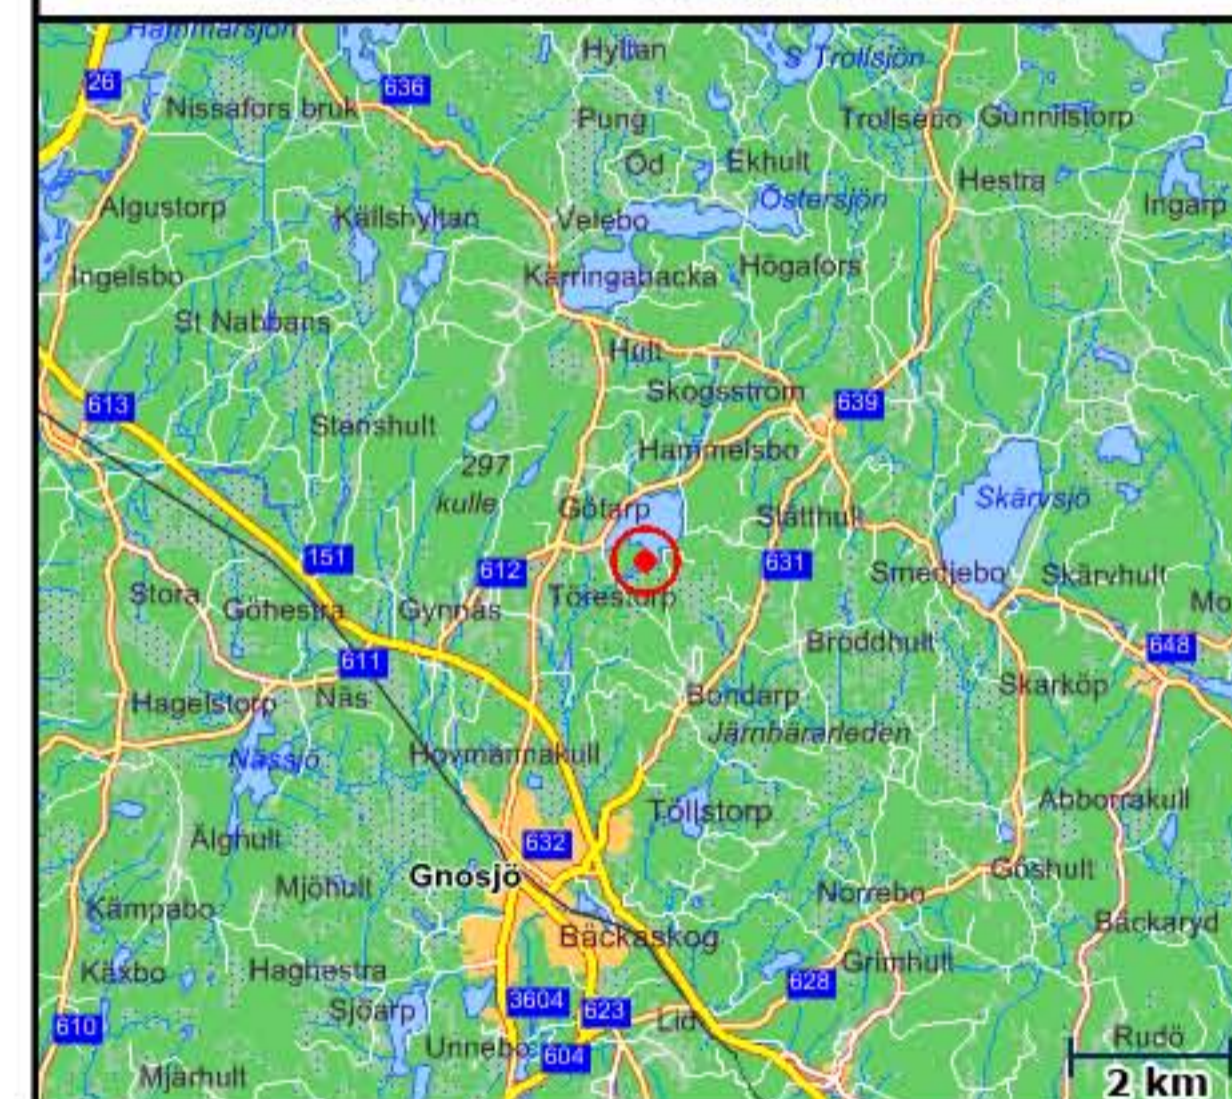 Hammarsjön
Hyltan
S Trollsjön
26
636
Nissafors bruk
Pung
Trollsebo
Gunnilstorp
Öd
Ekhult
Hestra
Algustorp
Källshyltan
Velebo
Östersjön
Ingarp
Ingelsbo
Kärringabacka
Högafors
St Nabbäns
Hult
Skogsström
613
639
Stenshult
Hammelsbo
297
kulle
Götarp
Slätthult
Skärvsjö
151
612
631
Smedjebo
Skärvhult
Stora
Göhestra
Gynnås
Törestorp
Mo
Broddhult
648
611
Hagelstorp
Näs
Bondarp
Skarköp
Järnbärarleden
Nässjö
Hovmannakull
Töllstorp
Abborrakull
Älghult
632
Gnosjö
Göshult
Mjöhult
Norrebo
Kämpabo
Bäckaryd
Bäckaskog
Käxbo
Haghestra
Grimhult
628
Sjöarp
3604
623
Lid
610
Rudö
Unnebo
604
Mjärhult
2 km